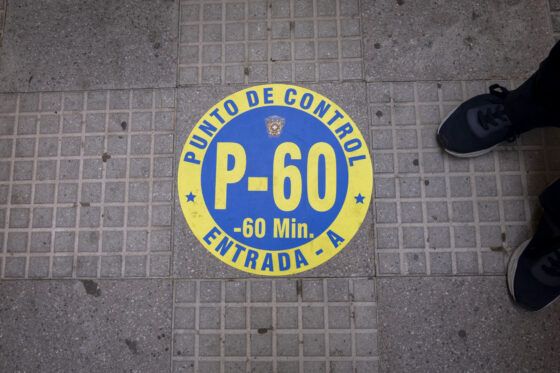 PUNTO DE CONTROL
P-60
-60 Min.
ENTRADA - A